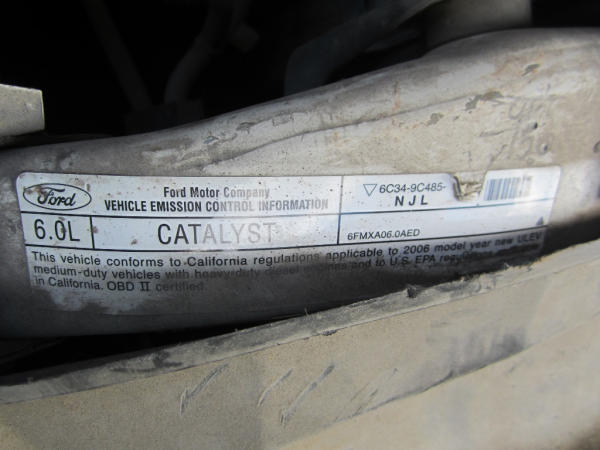 Ford
Ford Motor Company
VEHICLE EMISSION CONTROL INFORMATION
6C34-9C485-
NJL
6.0L
CATALYST
6FMXA06.0AED
This vehicle conforms to California regulations applicable to 2006 model year new ULEV
medium-duty vehicles with heavy-duty diesel engines and to U.S. EPA regulations
in California. OBD II certified.